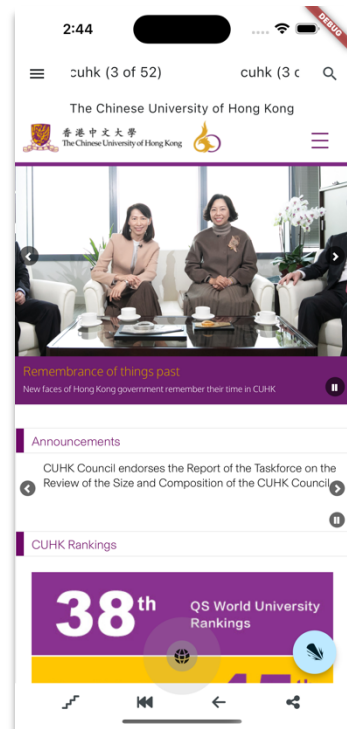 2:44
DEBUG
cuhk (3 of 52)
cuhk (3 c
The Chinese University of Hong Kong
香港中文大學
The Chinese University of Hong Kong
Remembrance of things past
New faces of Hong Kong government remember their time in CUHK
Announcements
CUHK Council endorses the Report of the Taskforce on the
Review of the Size and Composition of the CUHK Council
CUHK Rankings
38th
QS World University
Rankings